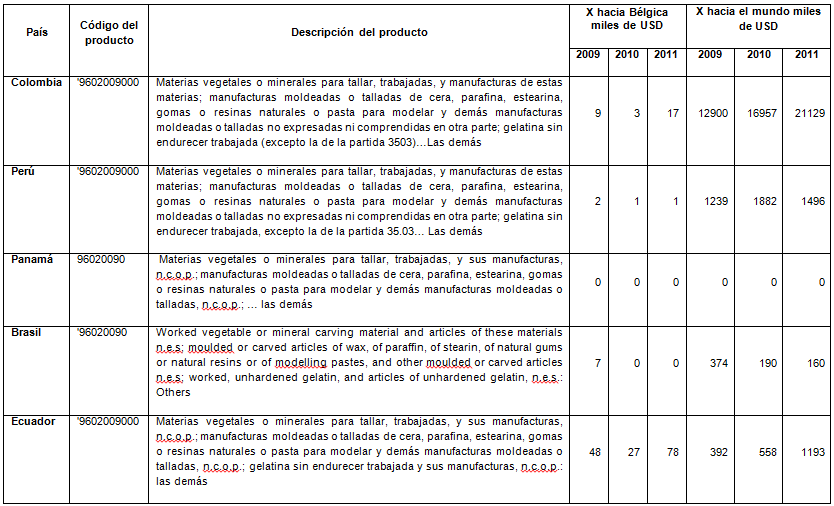 País
Código del
producto
Descripción del producto
X hacia Bélgica
miles de USD
X hacia el mundo miles
de USD
2009 2010 2011 2009 2010 2011
Colombia '9602009000 Materias vegetales o minerales para tallar, trabajadas, y manufacturas de estas
materias; manufacturas moldeadas o talladas de cera, parafina, estearina,
gomas o resinas naturales o pasta para modelar y demás manufacturas
moldeadas o talladas no expresadas ni comprendidas en otra parte; gelatina sin
endurecer trabajada (excepto la de la partida 3503)...Las demás
9 3 17 12900 16957 21129
Perú '9602009000 Materias vegetales o minerales para tallar, trabajadas, y manufacturas de estas
materias; manufacturas moldeadas o talladas de cera, parafina, estearina,
gomas o resinas naturales o pasta para modelar y demás manufacturas
moldeadas o talladas no expresadas ni comprendidas en otra parte; gelatina sin
endurecer trabajada, excepto la de la partida 35.03... Las demás
2 1 1 1239 1882 1496
Panamá 96020090 Materias vegetales o minerales para tallar, trabajadas, y sus manufacturas,
n.c.o.p.; manufacturas moldeadas o talladas de cera, parafina, estearina, gomas
o resinas naturales o pasta para modelar y demás manufacturas moldeadas o
talladas, n.c.o.p.; ... las demás
0 0 0 0 0 0
Brasil '96020090 Worked vegetable or mineral carving material and articles of these materials
n.e.s; moulded or carved articles of wax, of paraffin, of stearin, of natural gums
or natural resins or of modelling pastes, and other moulded or carved articles
n.e.s; worked, unhardened gelatin, and articles of unhardened gelatin, n.e.s.:
Others
7 0 0 374 190 160
Ecuador '9602009000 Materias vegetales o minerales para tallar, trabajadas, y sus manufacturas,
n.c.o.p.; manufacturas moldeadas o talladas de cera, parafina, estearina, gomas
o resinas naturales o pasta para modelar y demás manufacturas moldeadas o
talladas, n.c.o.p.; gelatina sin endurecer trabajada y sus manufacturas, n.c.o.p.:
las demás
48 27 78 392 558 1193